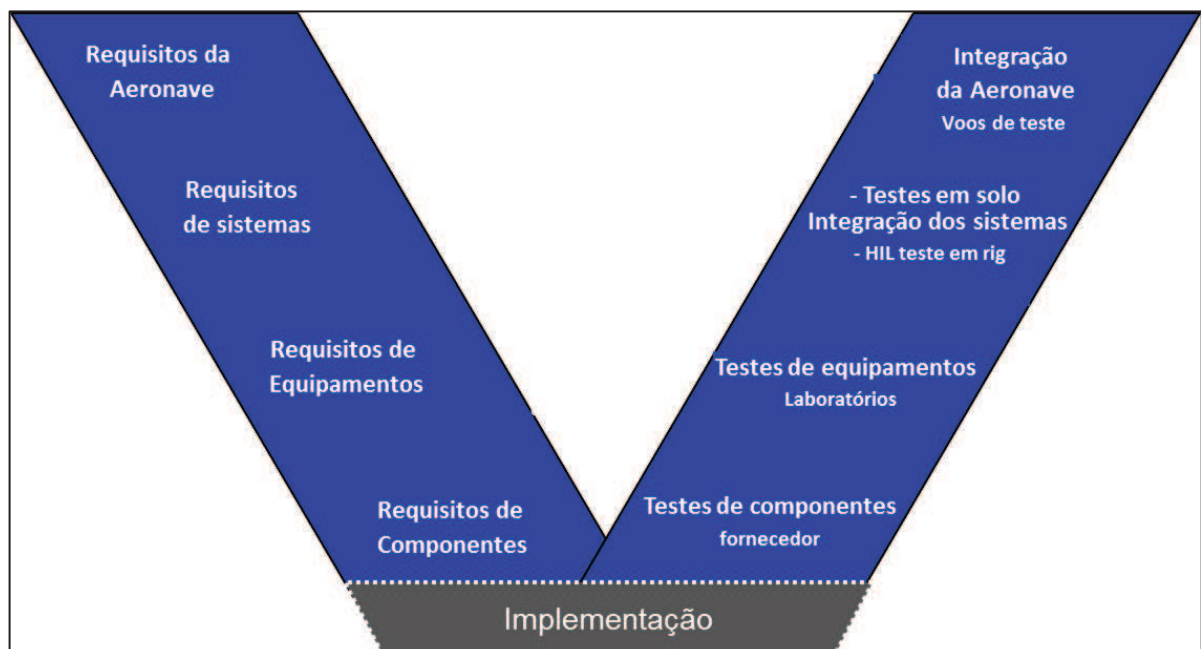 Requisitos da
Aeronave
Requisitos
de sistemas
Requisitos de
Equipamentos
Requisitos de
Componentes
Integração
da Aeronave
Voos de teste
- Testes em solo
Integração dos sistemas
- HIL teste em rig
Testes de equipamentos
Laboratórios
Testes de componentes
fornecedor
Implementação